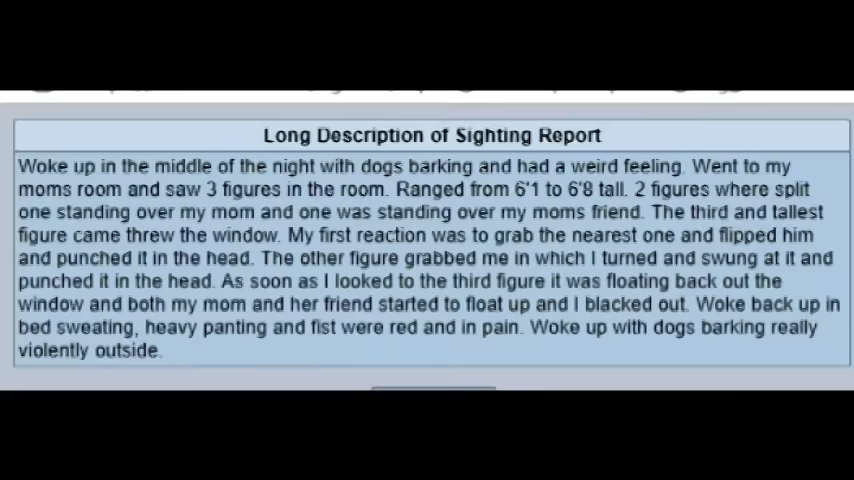 Long Description of Sighting Report
Woke up in the middle of the night with dogs barking and had a weird feeling. Went to my
moms room and saw 3 figures in the room. Ranged from 6'1 to 6'8 tall. 2 figures where split
one standing over my mom and one was standing over my moms friend. The third and tallest
figure came threw the window. My first reaction was to grab the nearest one and flipped him
and punched it in the head. The other figure grabbed me in which I turned and swung at it and
punched it in the head. As soon as I looked to the third figure it was floating back out the
window and both my mom and her friend started to float up and I blacked out. Woke back up in
bed sweating, heavy panting and fist were red and in pain. Woke up with dogs barking really
violently outside.